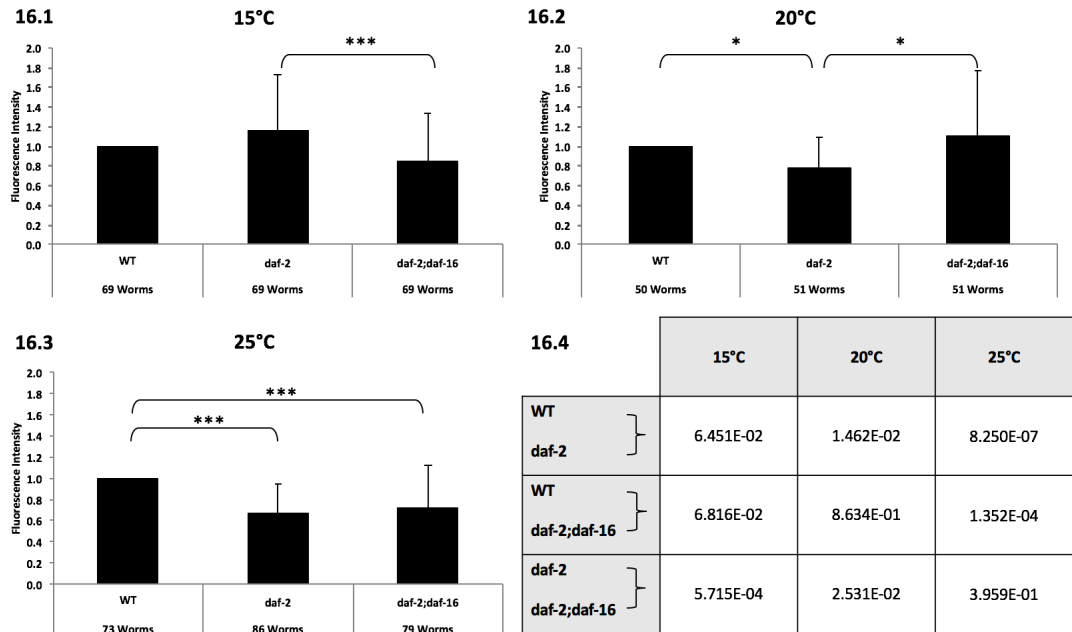 16.1
15°C
***
Fluorescence Intensity
2.0
1.8
1.6
1.4
1.2
1.0
0.8
0.6
0.4
0.2
0.0
WT daf-2 daf-2;daf-16
69 Worms 69 Worms 69 Worms
16.2
20°C
* *
Fluorescence Intensity
2.0
1.8
1.6
1.4
1.2
1.0
0.8
0.6
0.4
0.2
0.0
WT daf-2 daf-2;daf-16
50 Worms 51 Worms 51 Worms
16.3
25°C
***
***
Fluorescence Intensity
2.0
1.8
1.6
1.4
1.2
1.0
0.8
0.6
0.4
0.2
0.0
WT daf-2 daf-2;daf-16
73 Worms 86 Worms 79 Worms
16.4
15°C 20°C 25°C
WT
daf-2
6.451E-02 1.462E-02 8.250E-07
WT
daf-2;daf-16
6.816E-02 8.634E-01 1.352E-04
daf-2
daf-2;daf-16
5.715E-04 2.531E-02 3.959E-01